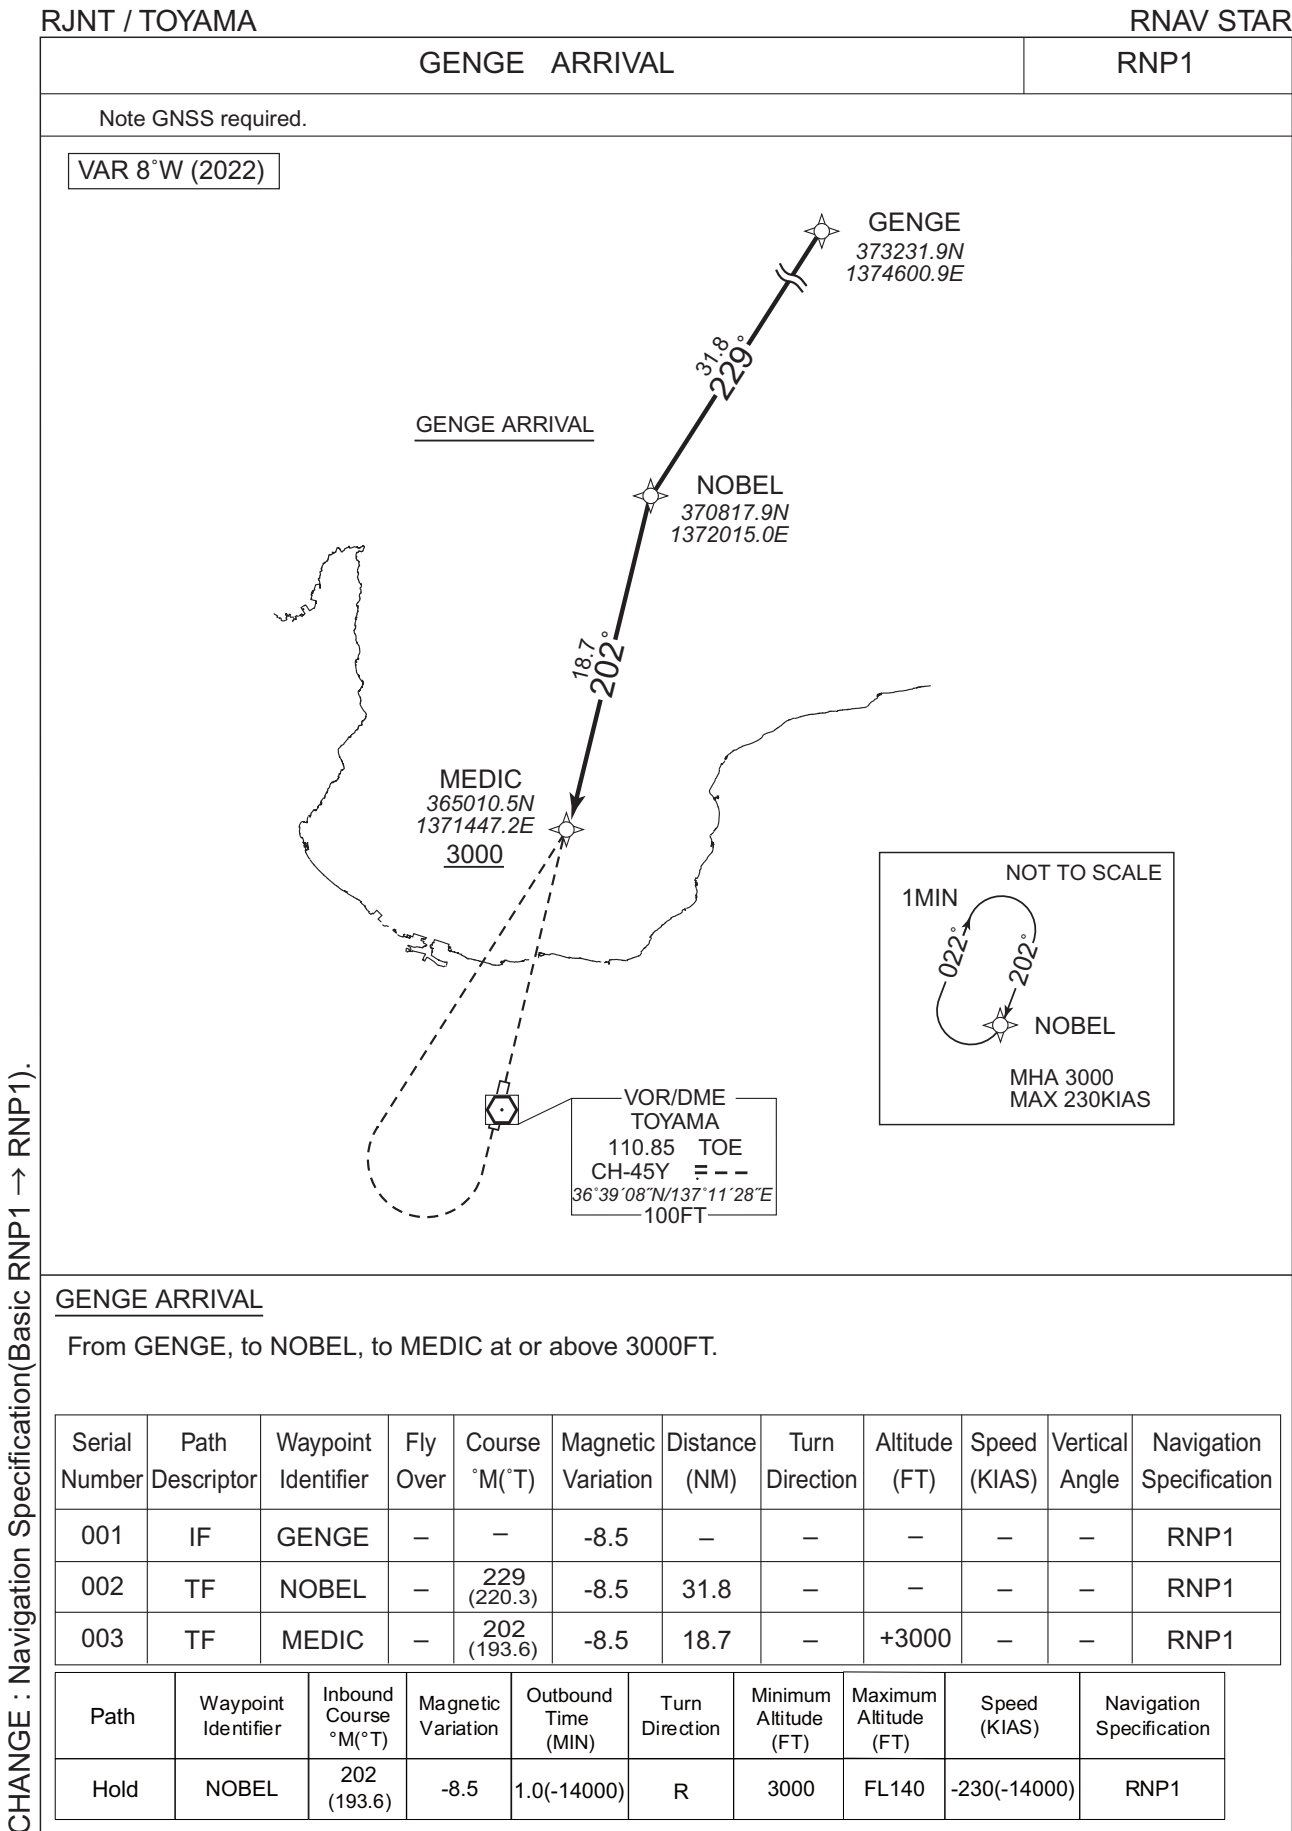 RJNT / TOYAMA
RNAV STAR
GENGE ARRIVAL
RNP1
Note GNSS required.
VAR 8˚W (2022)
GENGE
373231.9N
1374600.9E
31.8
229°
GENGE ARRIVAL
NOBEL
370817.9N
1372015.0E
18.7
202°
MEDIC
365010.5N
1371447.2E
3000
NOT TO SCALE
1MIN
022°
202°
NOBEL
MHA 3000
MAX 230KIAS
VOR/DME
TOYAMA
110.85 TOE
CH-45Y
36°39´08˝N/137°11´28˝E
100FT
CHANGE : Navigation Specification(Basic RNP1 → RNP1).
GENGE ARRIVAL
From GENGE, to NOBEL, to MEDIC at or above 3000FT.
Serial Number Path Descriptor Waypoint Identifier Fly Over Course ˚M(˚T) Magnetic Variation Distance (NM) Turn Direction Altitude (FT) Speed (KIAS) Vertical Angle Navigation Specification
001 IF GENGE – – -8.5 – – – – – RNP1
002 TF NOBEL – 229 (220.3) -8.5 31.8 – – – – RNP1
003 TF MEDIC – 202 (193.6) -8.5 18.7 – +3000 – – RNP1
Path Waypoint Identifier Inbound Course °M(°T) Magnetic Variation Outbound Time (MIN) Turn Direction Minimum Altitude (FT) Maximum Altitude (FT) Speed (KIAS) Navigation Specification
Hold NOBEL 202 (193.6) -8.5 1.0(-14000) R 3000 FL140 -230(-14000) RNP1